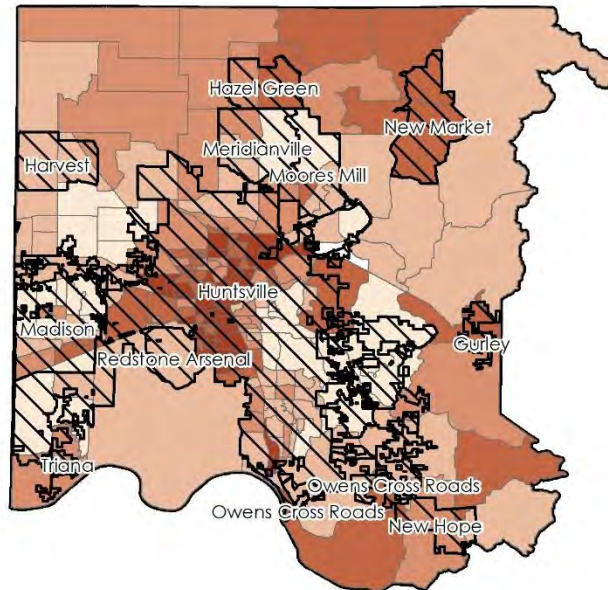 Hazel Green
New Market
Meridianville
Harvest
Moores Mill
Huntsville
Madison
Gurley
Redstone Arsenal
Triana
Owens Cross Roads
Owens Cross Roads
New Hope